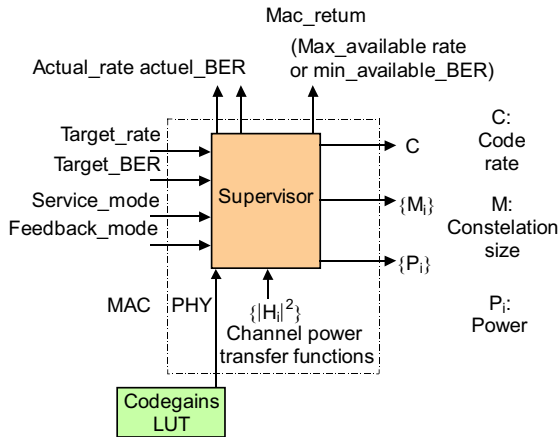 Mac_retum
(Max_available rate
or min_available_BER)
Actual_rate actuel_BER
Target_rate
Target_BER
Service_mode
Feedback_mode
Supervisor
C
{Mᵢ}
{Pᵢ}
C:
Code
rate
M:
Constelation
size
Pᵢ:
Power
MAC
PHY
{|Hᵢ|²}
Channel power
transfer functions
Codegains
LUT